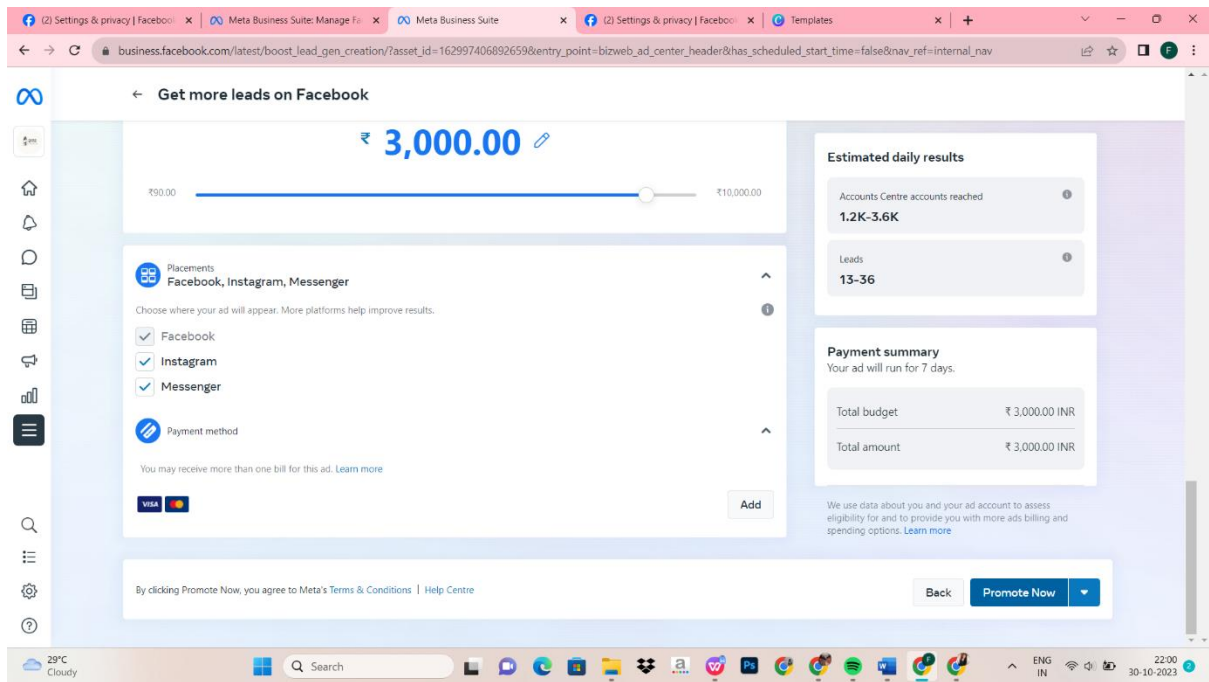 (2) Settings & privacy | Facebook
Meta Business Suite: Manage Fa
Meta Business Suite
(2) Settings & privacy | Facebook
Templates
business.facebook.com/latest/boost_lead_gen_creation/?asset_id=162997406892659&entry_point=bizweb_ad_center_header&has_scheduled_start_time=false&nav_ref=internal_nav
F
Get more leads on Facebook
₹ 3,000.00
₹90.00
₹10,000.00
Placements
Facebook, Instagram, Messenger
Choose where your ad will appear. More platforms help improve results.
Facebook
Instagram
Messenger
Payment method
You may receive more than one bill for this ad. Learn more
VISA
Add
Estimated daily results
Accounts Centre accounts reached
1.2K-3.6K
Leads
13-36
Payment summary
Your ad will run for 7 days.
Total budget ₹ 3,000.00 INR
Total amount ₹ 3,000.00 INR
We use data about you and your ad account to assess
eligibility for and to provide you with more ads billing and
spending options. Learn more
By clicking Promote Now, you agree to Meta's Terms & Conditions | Help Centre
Back
Promote Now
29°C
Cloudy
Search
a
Ps
ENG
IN
22:00
30-10-2023
2